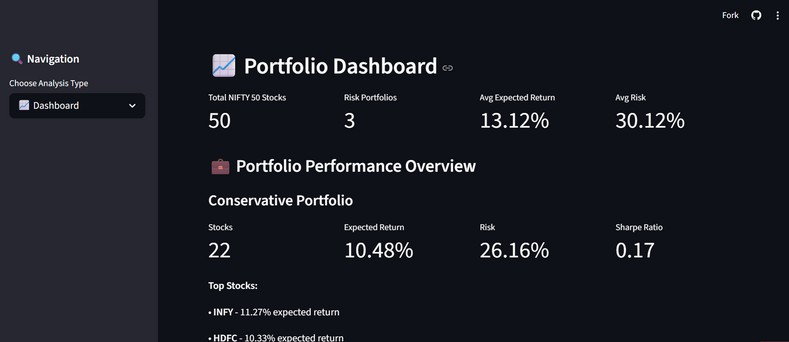 Fork
Navigation
Choose Analysis Type
Dashboard
Portfolio Dashboard
Total NIFTY 50 Stocks Risk Portfolios Avg Expected Return Avg Risk
50 3 13.12% 30.12%
Portfolio Performance Overview
Conservative Portfolio
Stocks Expected Return Risk Sharpe Ratio
22 10.48% 26.16% 0.17
Top Stocks:
• INFY - 11.27% expected return
• HDFC - 10.33% expected return